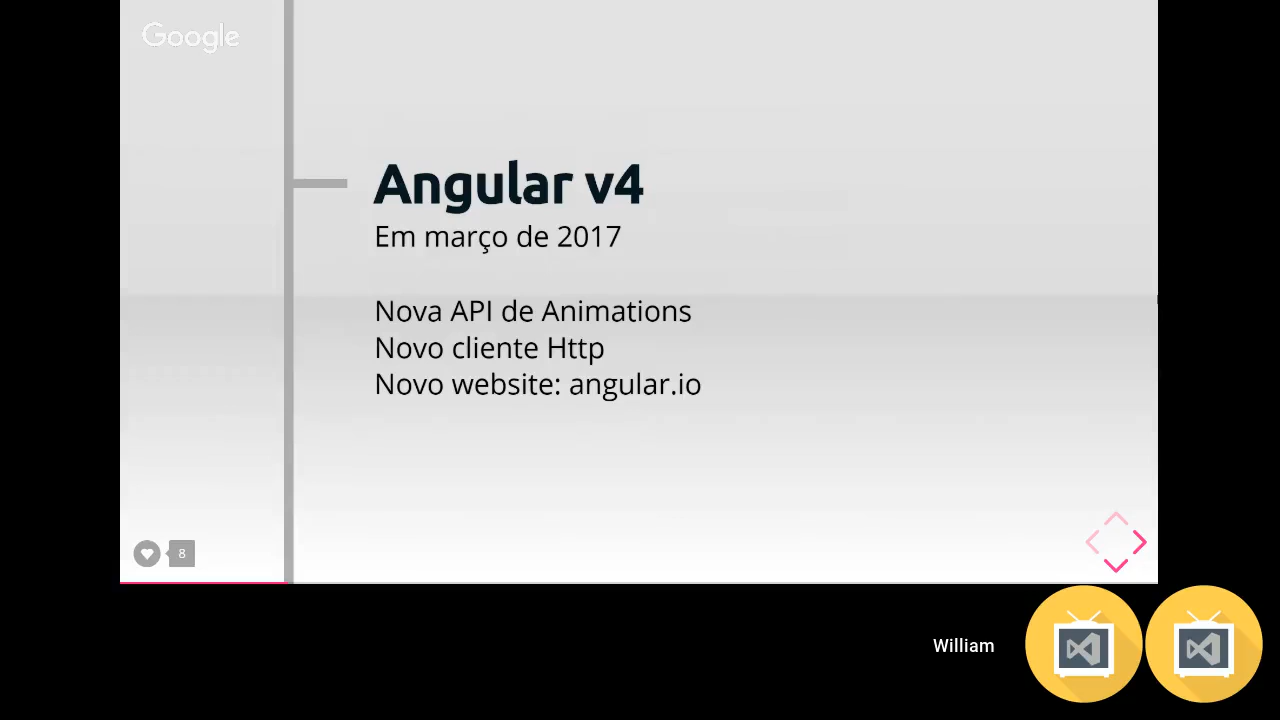 Google
Angular v4
Em março de 2017
Nova API de Animations
Novo cliente Http
Novo website: angular.io
8
William